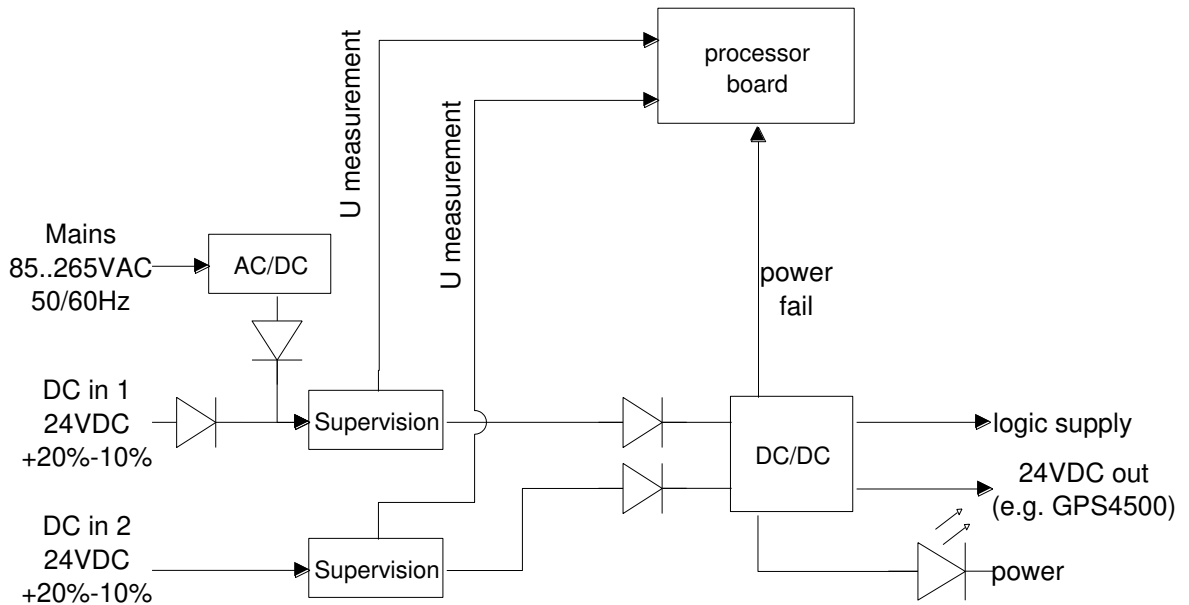 processor
board
U measurement
U measurement
Mains
85..265VAC
50/60Hz
AC/DC
power
fail
DC in 1
24VDC
+20%-10%
Supervision
DC/DC
logic supply
24VDC out
(e.g. GPS4500)
DC in 2
24VDC
+20%-10%
Supervision
power